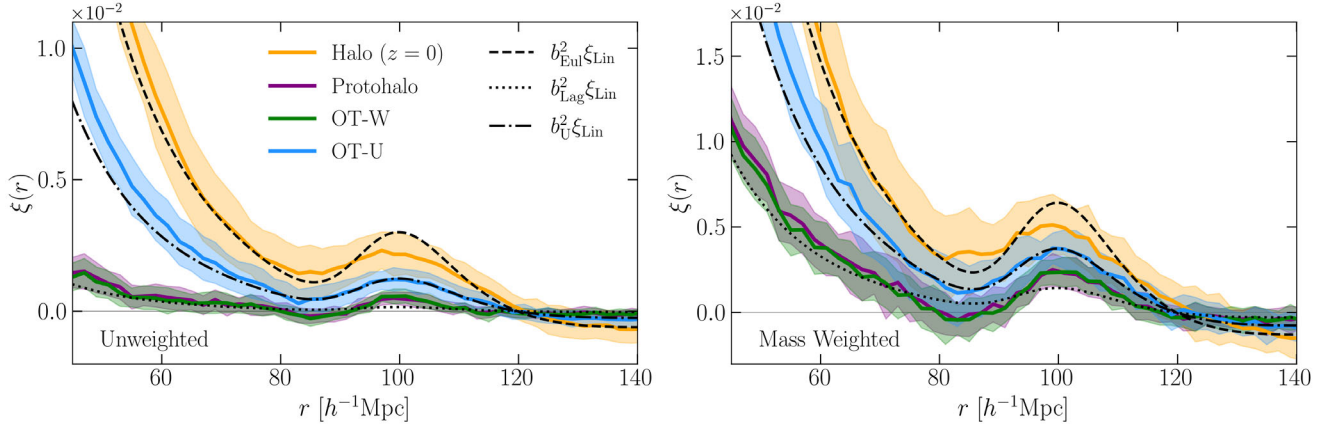 ×10⁻²
1.0
0.5
0.0
ξ(r)
Halo (z = 0)
Protohalo
OT-W
OT-U
b²_Eul ξ_Lin
b²_Lag ξ_Lin
b²_U ξ_Lin
Unweighted
60 80 100 120 140
r [h⁻¹Mpc]
×10⁻²
1.5
1.0
0.5
0.0
ξ(r)
Mass Weighted
60 80 100 120 140
r [h⁻¹Mpc]